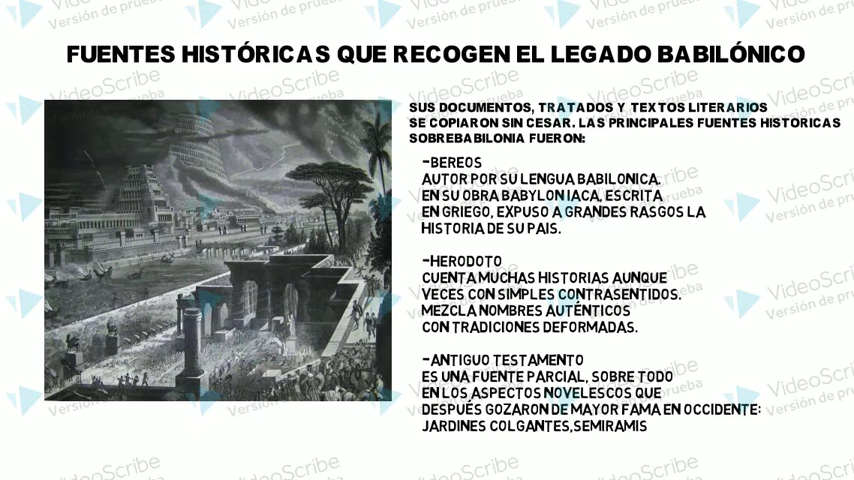 FUENTES HISTÓRICAS QUE RECOGEN EL LEGADO BABILÓNICO
SUS DOCUMENTOS, TRATADOS Y TEXTOS LITERARIOS
SE COPIARON SIN CESAR. LAS PRINCIPALES FUENTES HISTORICAS
SOBREBABILONIA FUERON:
-BEREOS
AUTOR POR SU LENGUA BABILONICA.
EN SU OBRA BABYLONIACA, ESCRITA
EN GRIEGO, EXPUSO A GRANDES RASGOS LA
HISTORIA DE SU PAIS.
-HERODOTO
CUENTA MUCHAS HISTORIAS AUNQUE
VECES CON SIMPLES CONTRASENTIDOS.
MEZCLA NOMBRES AUTÉNTICOS
CON TRADICIONES DEFORMADAS.
-ANTIGUO TESTAMENTO
ES UNA FUENTE PARCIAL, SOBRE TODO
EN LOS ASPECTOS NOVELESCOS QUE
DESPUÉS GOZARON DE MAYOR FAMA EN OCCIDENTE:
JARDINES COLGANTES,SEMIRAMIS
VideoScribe
Versión de prueba